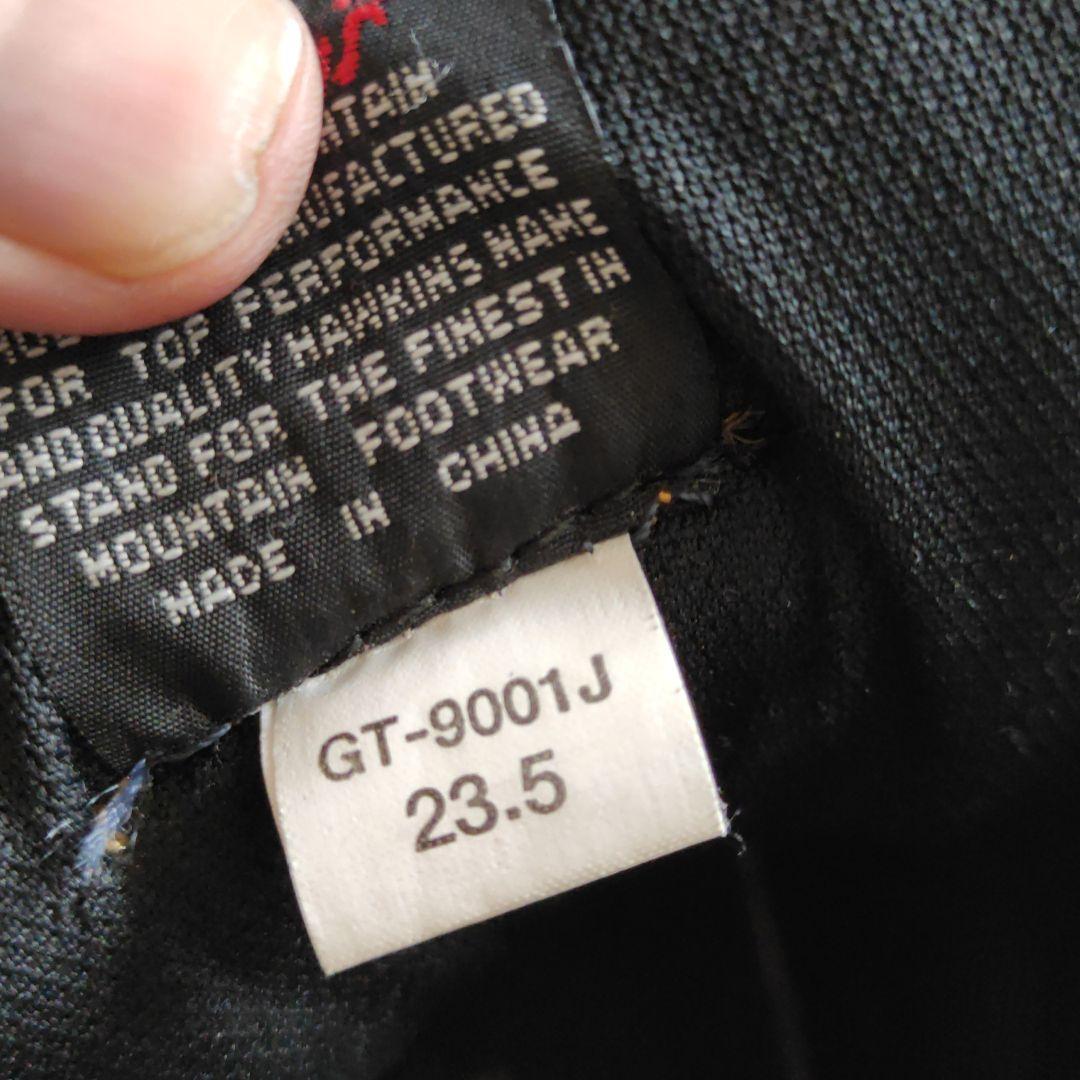 FOR TOP PERFORMANCE
AND QUALITY HAWKINS NAME
STAND FOR THE FINEST IN
MOUNTAIN FOOTWEAR
MADE IN CHINA
GT-9001J
23.5